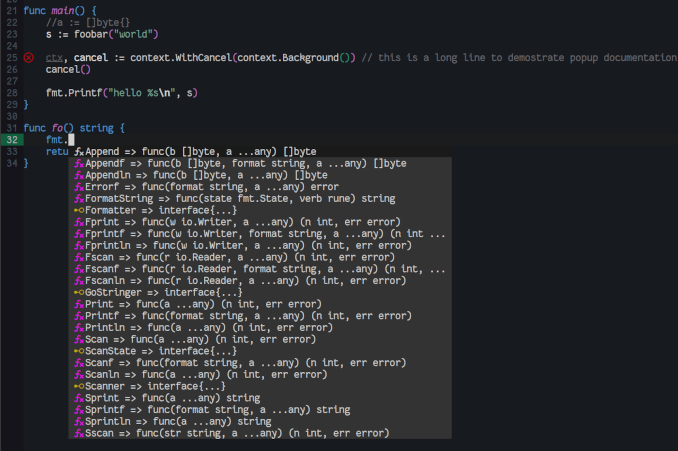 21 func main() {
22 //a := []byte{}
23 s := foobar("world")
24
25 ctx, cancel := context.WithCancel(context.Background()) // this is a long line to demostrate popup documentation
26 cancel()
27
28 fmt.Printf("hello %s\n", s)
29 }
30
31 func fo() string {
32 fmt.
33 retu
34 }
Append => func(b []byte, a ...any) []byte
Appendf => func(b []byte, format string, a ...any) []byte
Appendln => func(b []byte, a ...any) []byte
Errorf => func(format string, a ...any) error
FormatString => func(state fmt.State, verb rune) string
Formatter => interface{...}
Fprint => func(w io.Writer, a ...any) (n int, err error)
Fprintf => func(w io.Writer, format string, a ...any) (n int ...
Fprintln => func(w io.Writer, a ...any) (n int, err error)
Fscan => func(r io.Reader, a ...any) (n int, err error)
Fscanf => func(r io.Reader, format string, a ...any) (n int, ...
Fscanln => func(r io.Reader, a ...any) (n int, err error)
GoStringer => interface{...}
Print => func(a ...any) (n int, err error)
Printf => func(format string, a ...any) (n int, err error)
Println => func(a ...any) (n int, err error)
Scan => func(a ...any) (n int, err error)
ScanState => interface{...}
Scanf => func(format string, a ...any) (n int, err error)
Scanln => func(a ...any) (n int, err error)
Scanner => interface{...}
Sprint => func(a ...any) string
Sprintf => func(format string, a ...any) string
Sprintln => func(a ...any) string
Sscan => func(str string, a ...any) (n int, err error)